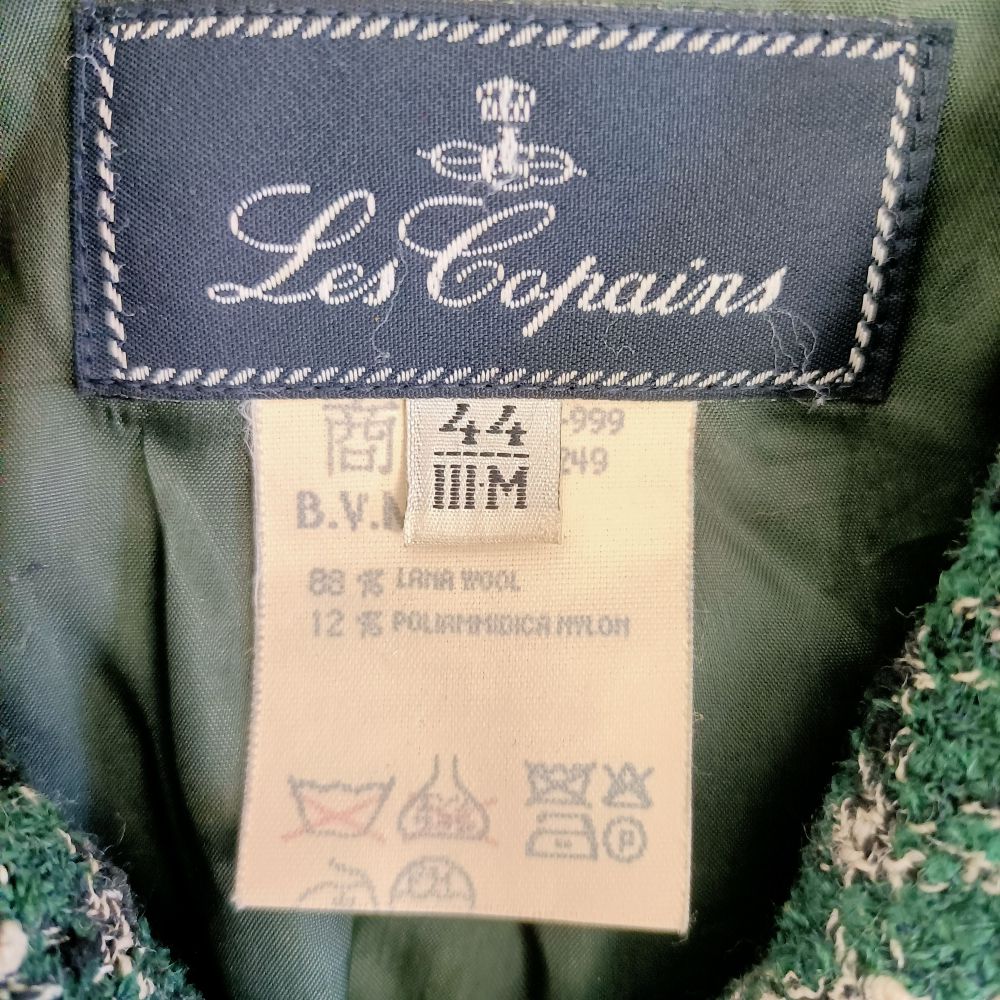 Les Copains
44
III·M
商
-999
249
B.V.
88 % LANA WOOL
12 % POLIAMMIDICA NYLON
P